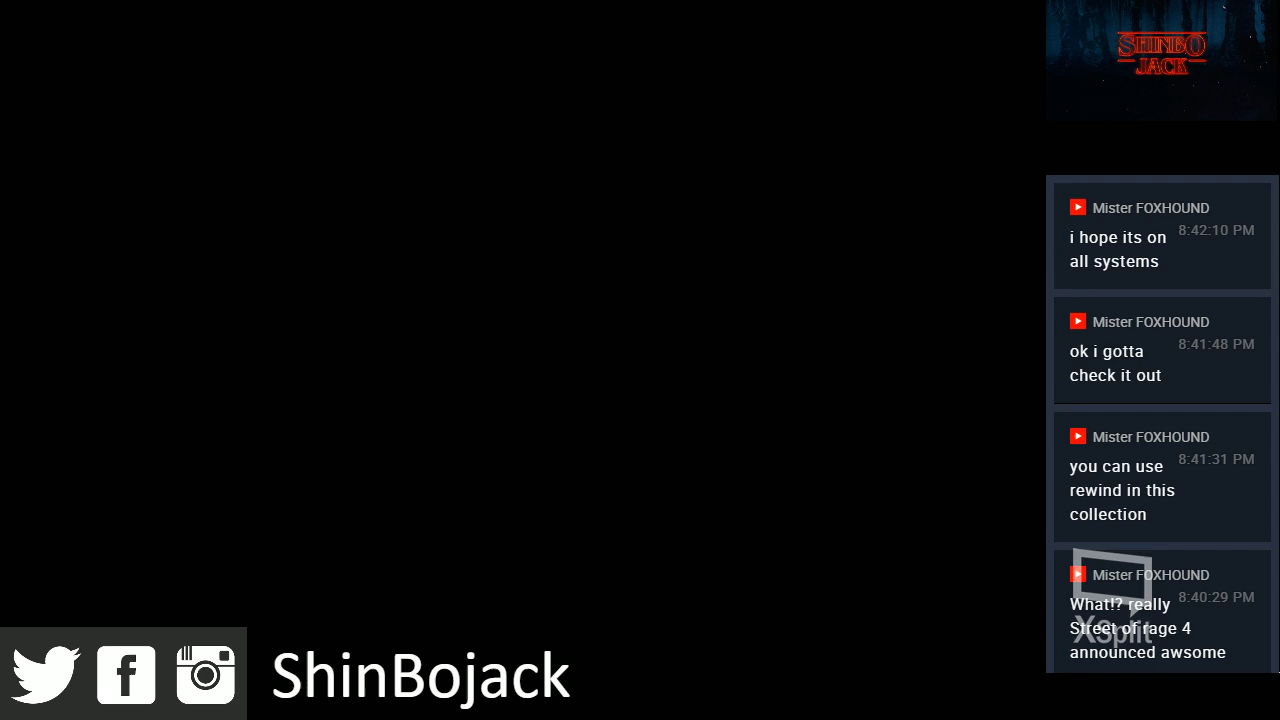 SHINBO
JACK
Mister FOXHOUND
8:42:10 PM
i hope its on
all systems
Mister FOXHOUND
8:41:48 PM
ok i gotta
check it out
Mister FOXHOUND
8:41:31 PM
you can use
rewind in this
collection
Mister FOXHOUND
8:40:29 PM
What!? really
Street of rage 4
announced awsome
XSplit
ShinBojack